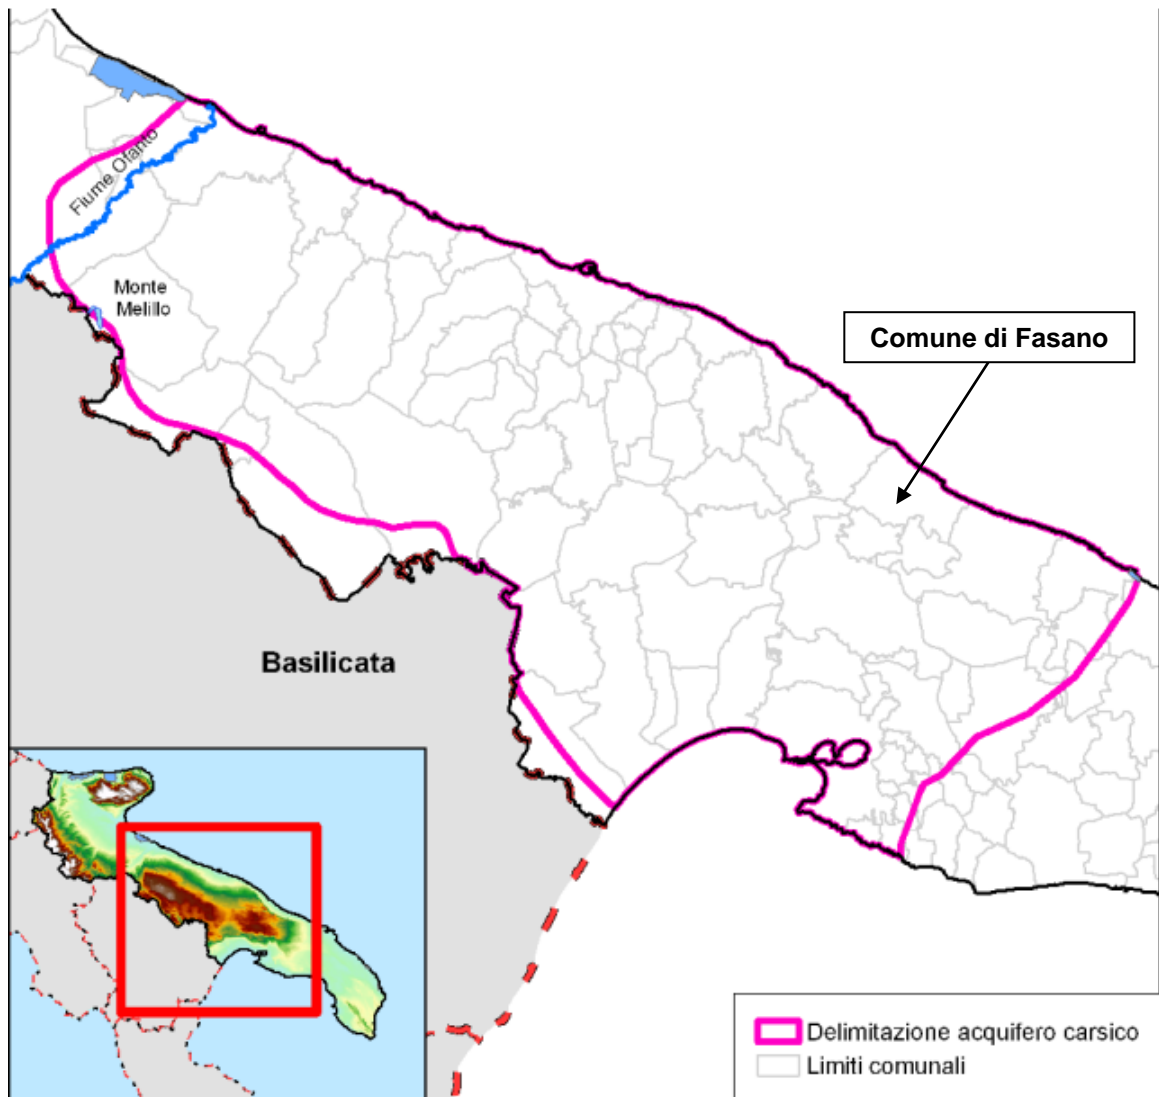 Fiume Ofanto
Monte
Melillo
Comune di Fasano
Basilicata
Delimitazione acquifero carsico
Limiti comunali